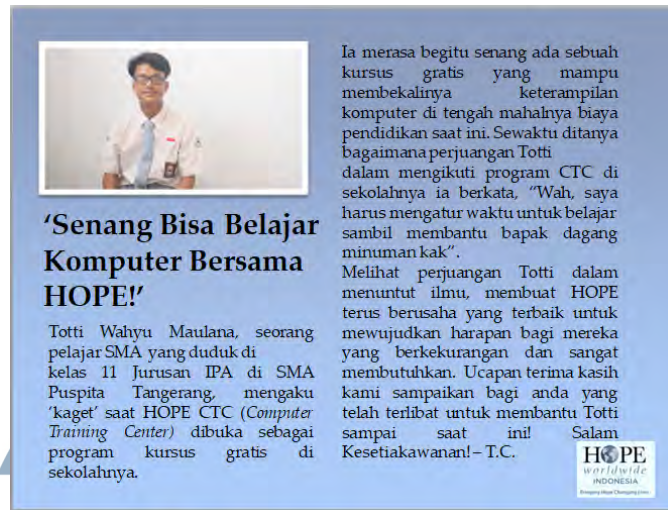 ‘Senang Bisa Belajar
Komputer Bersama
HOPE!’
Totti Wahyu Maulana, seorang
pelajar SMA yang duduk di
kelas 11 Jurusan IPA di SMA
Puspita Tangerang, mengaku
‘kaget’ saat HOPE CTC (Computer
Training Center) dibuka sebagai
program kursus gratis di
sekolahnya.
Ia merasa begitu senang ada sebuah
kursus gratis yang mampu
membekalinya keterampilan
komputer di tengah mahalnya biaya
pendidikan saat ini. Sewaktu ditanya
bagaimana perjuangan Totti
dalam mengikuti program CTC di
sekolahnya ia berkata, “Wah, saya
harus mengatur waktu untuk belajar
sambil membantu bapak dagang
minuman kak”.
Melihat perjuangan Totti dalam
menuntut ilmu, membuat HOPE
terus berusaha yang terbaik untuk
mewujudkan harapan bagi mereka
yang berkekurangan dan sangat
membutuhkan. Ucapan terima kasih
kami sampaikan bagi anda yang
telah terlibat untuk membantu Totti
sampai saat ini! Salam
Kesetiakawanan! – T.C.
HOPE
worldwide
INDONESIA
Bringing Hope Changing Lives